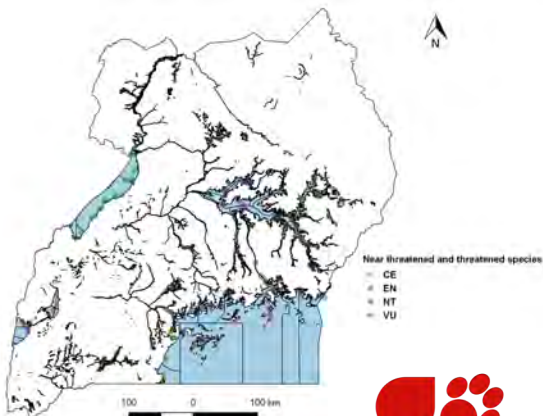 N
Near threatened and threatened species
CE
EN
NT
VU
100 0 100 km